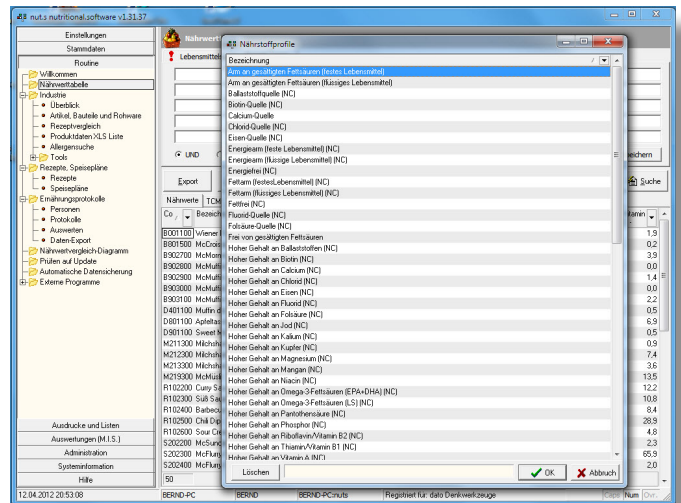 nut.s nutritional.software v1.31.37
Einstellungen
Stammdaten
Routine
Willkommen
Nährwerttabelle
Industrie
Überblick
Artikel, Bauteile und Rohware
Rezeptvergleich
Produktdaten XLS Liste
Allergensuche
Tools
Rezepte, Speisepläne
Rezepte
Speisepläne
Ernährungsprotokolle
Personen
Protokolle
Auswerten
Daten-Export
Nährwertvergleich-Diagramm
Prüfen auf Update
Automatische Datensicherung
Externe Programme
Ausdrucke und Listen
Auswertungen (M.I.S.)
Administration
Systeminformation
Hilfe
Nährwert
Lebensmittel
UND
Export
Nährwerte TCM
Co Bezeich
B001100 Wiener
B801500 McCrois
B902700 McMorn
B902800 McMuffi
B902900 McMuffi
B903000 McMuffi
B903100 McMuffi
D401100 Muffin d
D801100 Apfeltas
D901100 Sweet M
M211300 Milchsha
M212300 Milchsha
M213300 Milchsha
M219300 McMüsli
R102200 Curry Sa
R102300 Süß Sau
R102400 Barbecu
R102500 Chili Dip
R102600 Sour Cre
S202200 McSund
S202300 McFlurry
S202400 McFlurry
50
Nährstoffprofile
Bezeichnung
Arm an gesättigten Fettsäuren (festes Lebensmittel)
Arm an gesättigten Fettsäuren (flüssiges Lebensmittel)
Ballaststoffquelle (NC)
Biotin-Quelle (NC)
Calcium-Quelle
Chlorid-Quelle (NC)
Eisen-Quelle (NC)
Energiearm (feste Lebensmittel) (NC)
Energiearm (flüssige Lebensmittel) (NC)
Energiefrei (NC)
Fettarm (festesLebensmittel) (NC)
Fettarm (flüssiges Lebensmittel) (NC)
Fettfrei (NC)
Fluorid-Quelle (NC)
Folsäure-Quelle (NC)
Frei von gesättigten Fettsäuren
Hoher Gehalt an Ballaststoffen (NC)
Hoher Gehalt an Biotin (NC)
Hoher Gehalt an Calcium (NC)
Hoher Gehalt an Chlorid (NC)
Hoher Gehalt an Eisen (NC)
Hoher Gehalt an Fluorid (NC)
Hoher Gehalt an Folsäure (NC)
Hoher Gehalt an Jod (NC)
Hoher Gehalt an Kalium (NC)
Hoher Gehalt an Kupfer (NC)
Hoher Gehalt an Magnesium (NC)
Hoher Gehalt an Mangan (NC)
Hoher Gehalt an Niacin (NC)
Hoher Gehalt an Omega-3-Fettsäuren (EPA+DHA) (NC)
Hoher Gehalt an Omega-3-Fettsäuren (LS) (NC)
Hoher Gehalt an Pantothensäure (NC)
Hoher Gehalt an Phosphor (NC)
Hoher Gehalt an Riboflavin/Vitamin B2 (NC)
Hoher Gehalt an Thiamin/Vitamin B1 (NC)
Hoher Gehalt an Vitamin A (NC)
Löschen
OK
Abbruch
eichern
Suche
itamin
1,9
0,2
3,9
0,0
1,4
0,0
2,2
0,5
6,9
0,5
0,9
7,4
3,6
13,5
12,2
10,8
8,4
28,9
4,8
2,3
65,9
2,0
12.04.2012 20:53:08
BERND-PC
BERND
BERND-PC:nuts
Registriert für: dato Denkwerkzeuge
Caps Num Ovr.